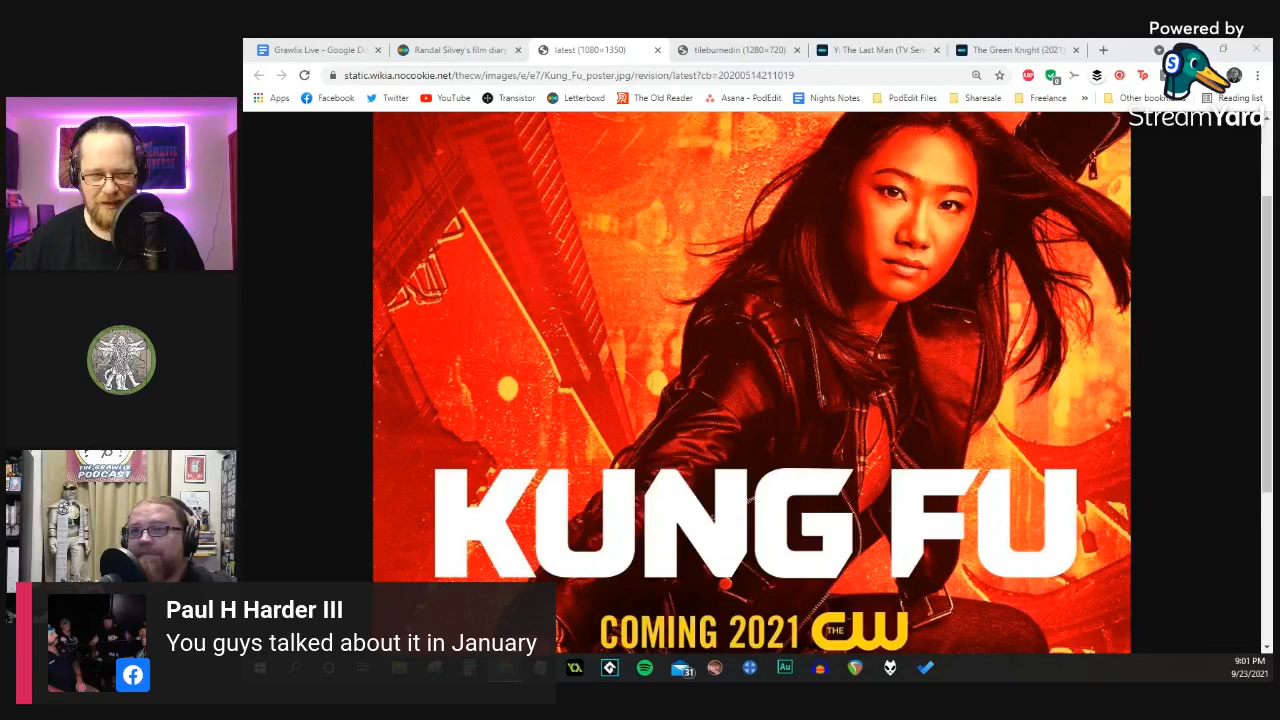 Powered by
StreamYard
Grawlix Live - Google Do
Randal Silvey's film diary
latest (1080×1350)
tileburnedin (1280×720)
Y: The Last Man (TV Seri
The Green Knight (2021)
static.wikia.nocookie.net/thecw/images/e/e7/Kung_Fu_poster.jpg/revision/latest?cb=20200514211019
Apps
Facebook
Twitter
YouTube
Transistor
Letterboxd
The Old Reader
Asana - PodEdit
Nights Notes
PodEdit Files
Sharesale
Freelance
»
Other bookmarks
Reading list
THE GRAWLIX
PODCAST
KUNG FU
COMING 2021 THE CW
Paul H Harder III
You guys talked about it in January
31
Au
9:01 PM
9/23/2021